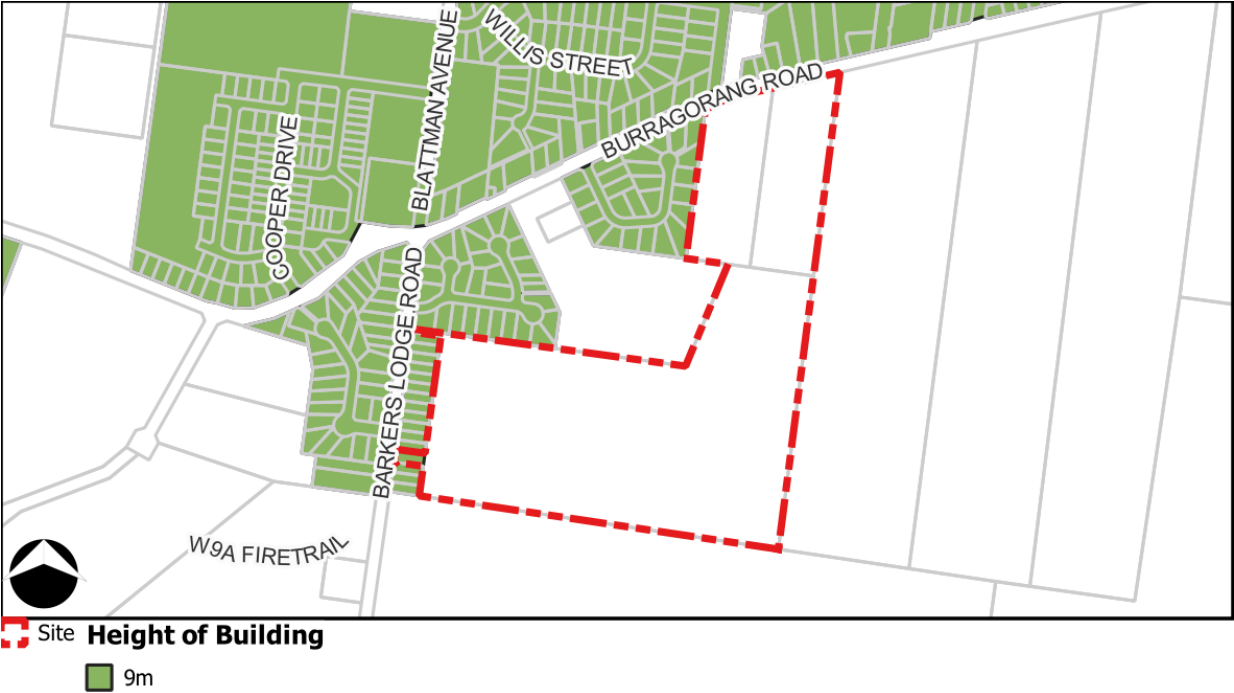 WILLIS STREET
BLATTMAN AVENUE
BURRAGORANG ROAD
COOPER DRIVE
BARKERS LODGE ROAD
W9A FIRETRAIL
Site Height of Building
9m